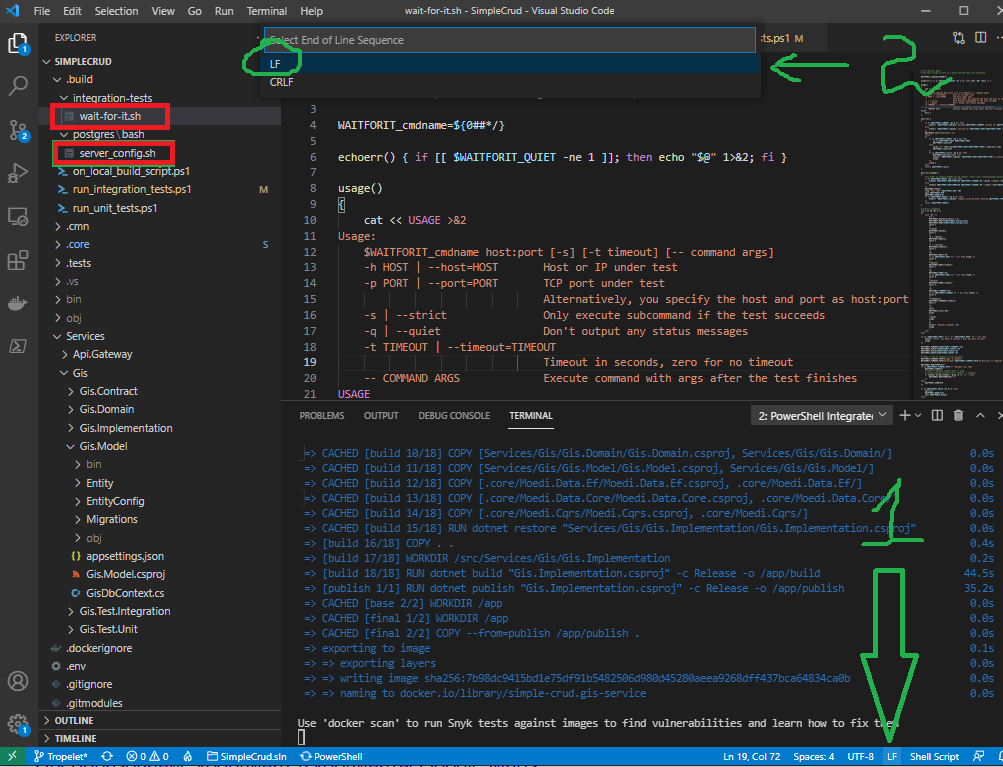 File Edit Selection View Go Run Terminal Help wait-for-it.sh - SimpleCrud - Visual Studio Code
EXPLORER
SIMPLECRUD
.build
integration-tests
wait-for-it.sh
postgres \ bash
server_config.sh
on_local_build_script.ps1
run_integration_tests.ps1 M
run_unit_tests.ps1
.cmn
.core S
.tests
.vs
bin
obj
Services
Api.Gateway
Gis
Gis.Contract
Gis.Domain
Gis.Implementation
Gis.Model
bin
Entity
EntityConfig
Migrations
obj
appsettings.json
Gis.Model.csproj
GisDbContext.cs
Gis.Test.Integration
Gis.Test.Unit
.dockerignore
.env
.gitignore
.gitmodules
OUTLINE
TIMELINE
1
2
1
Select End of Line Sequence
LF
CRLF
ts.ps1 M
2
3
4 WAITFORIT_cmdname=${0##*/}
5
6 echoerr() { if [[ $WAITFORIT_QUIET -ne 1 ]]; then echo "$@" 1>&2; fi }
7
8 usage()
9 {
10 cat << USAGE >&2
11 Usage:
12 $WAITFORIT_cmdname host:port [-s] [-t timeout] [-- command args]
13 -h HOST | --host=HOST Host or IP under test
14 -p PORT | --port=PORT TCP port under test
15 Alternatively, you specify the host and port as host:port
16 -s | --strict Only execute subcommand if the test succeeds
17 -q | --quiet Don't output any status messages
18 -t TIMEOUT | --timeout=TIMEOUT
19 Timeout in seconds, zero for no timeout
20 -- COMMAND ARGS Execute command with args after the test finishes
21 USAGE
PROBLEMS OUTPUT DEBUG CONSOLE TERMINAL 2: PowerShell Integrate
=> CACHED [build 10/18] COPY [Services/Gis/Gis.Domain/Gis.Domain.csproj, Services/Gis/Gis.Domain/] 0.0s
=> CACHED [build 11/18] COPY [Services/Gis/Gis.Model/Gis.Model.csproj, Services/Gis/Gis.Model/] 0.0s
=> CACHED [build 12/18] COPY [.core/Moedi.Data.Ef/Moedi.Data.Ef.csproj, .core/Moedi.Data.Ef/] 0.0s
=> CACHED [build 13/18] COPY [.core/Moedi.Data.Core/Moedi.Data.Core.csproj, .core/Moedi.Data.Core 0.0s
=> CACHED [build 14/18] COPY [.core/Moedi.Cqrs/Moedi.Cqrs.csproj, .core/Moedi.Cqrs/] 0.0s
=> CACHED [build 15/18] RUN dotnet restore "Services/Gis/Gis.Implementation/Gis.Implementation.csproj" 0.0s
=> [build 16/18] COPY . . 0.4s
=> [build 17/18] WORKDIR /src/Services/Gis/Gis.Implementation 0.2s
=> [build 18/18] RUN dotnet build "Gis.Implementation.csproj" -c Release -o /app/build 44.5s
=> [publish 1/1] RUN dotnet publish "Gis.Implementation.csproj" -c Release -o /app/publish 35.2s
=> CACHED [base 2/2] WORKDIR /app 0.0s
=> CACHED [final 1/2] WORKDIR /app 0.0s
=> CACHED [final 2/2] COPY --from=publish /app/publish . 0.0s
=> exporting to image 0.1s
=> => exporting layers 0.0s
=> => writing image sha256:7b98dc9415bd1e75df91b5482506d980d45280aeea9268dff437bca64834ca0b 0.0s
=> => naming to docker.io/library/simple-crud.gis-service 0.0s
1
Use 'docker scan' to run Snyk tests against images to find vulnerabilities and learn how to fix them
Tropelet* 0 0 SimpleCrud.sln PowerShell Ln 19, Col 72 Spaces: 4 UTF-8 LF Shell Script